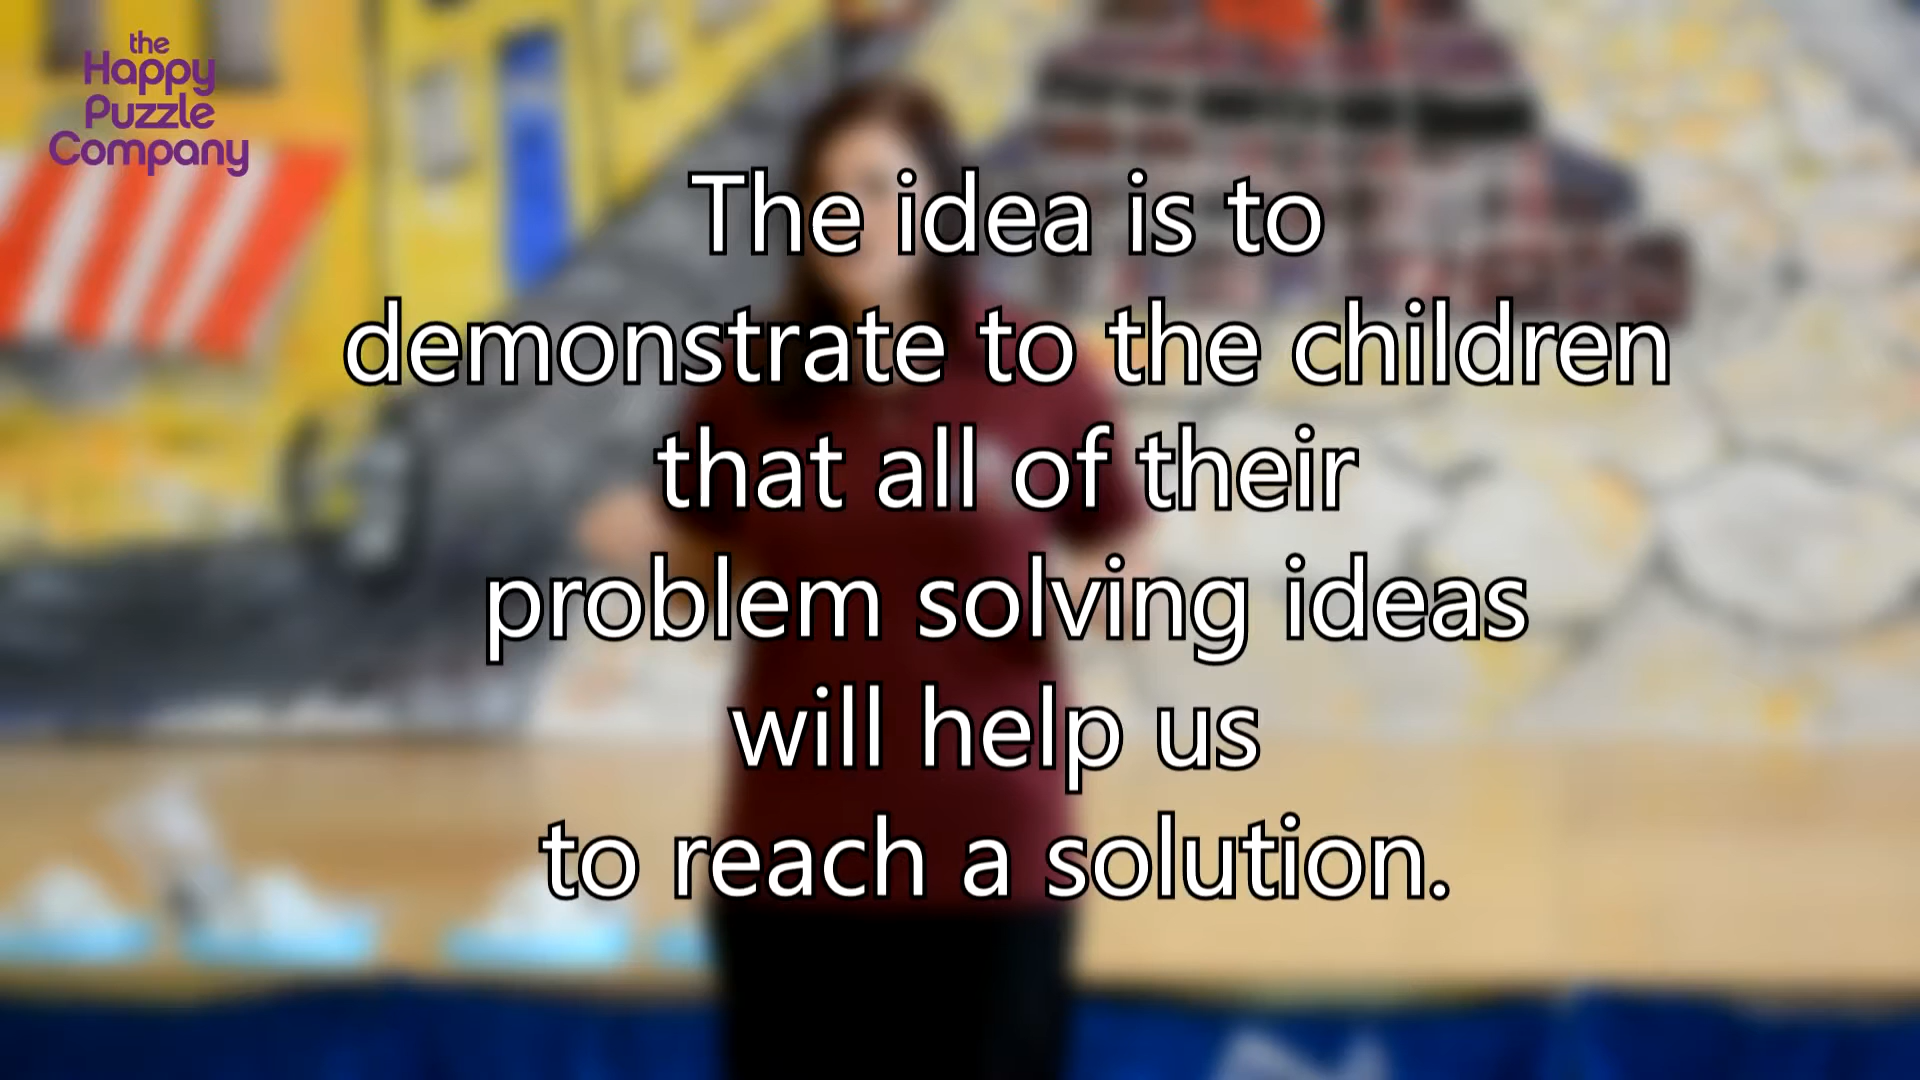 the
Happy
Puzzle
Company
The idea is to
demonstrate to the children
that all of their
problem solving ideas
will help us
to reach a solution.